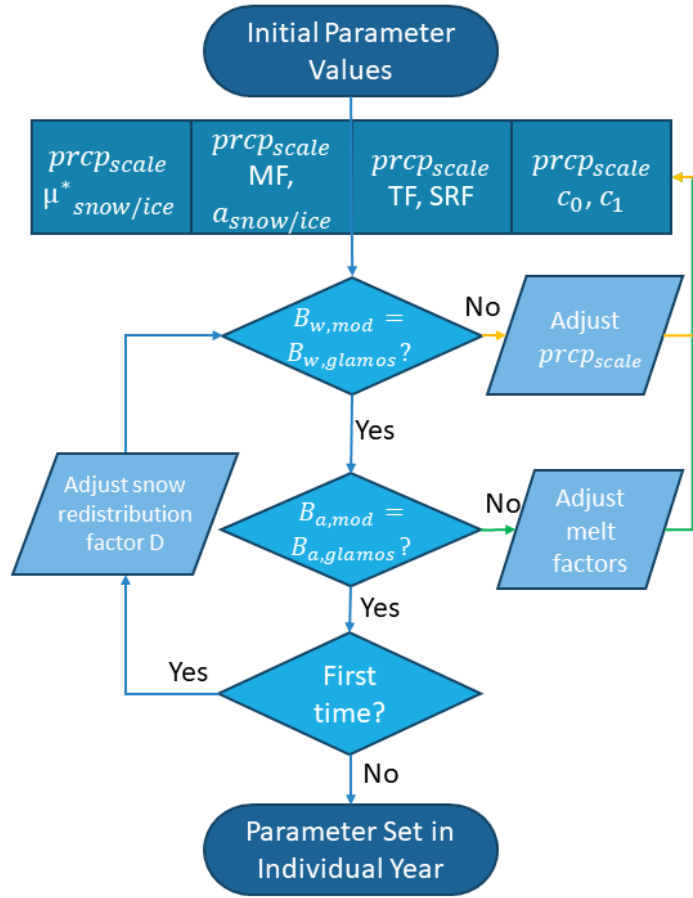 Initial Parameter
Values
prcp_scale
μ*_snow/ice
prcp_scale
MF,
a_snow/ice
prcp_scale
TF, SRF
prcp_scale
c_0, c_1
B_w,mod =
B_w,glamos?
No
Adjust
prcp_scale
Yes
Adjust snow
redistribution
factor D
B_a,mod =
B_a,glamos?
No
Adjust
melt
factors
Yes
First
time?
Yes
No
Parameter Set in
Individual Year